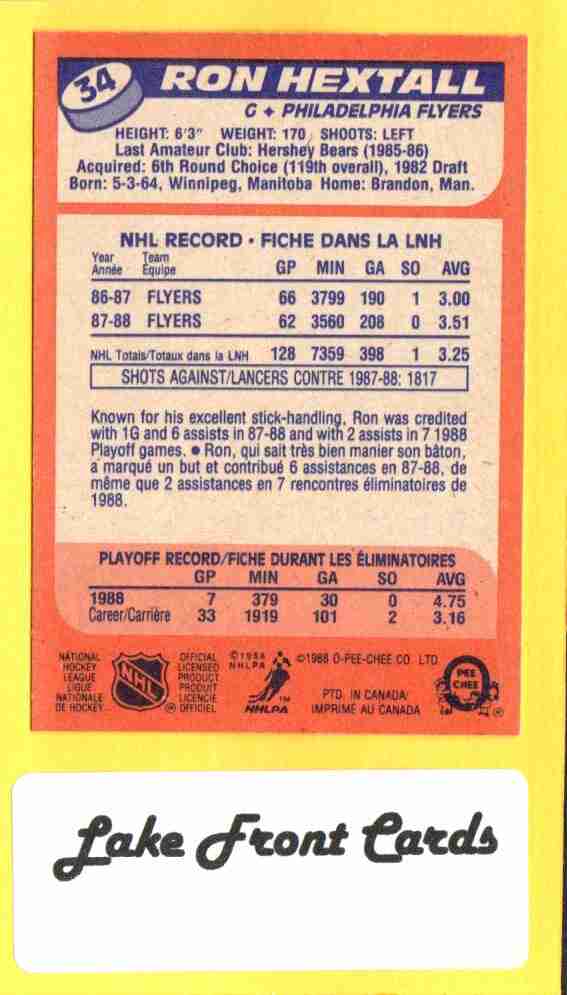 34 RON HEXTALL
G ✦ PHILADELPHIA FLYERS
HEIGHT: 6'3" WEIGHT: 170 SHOOTS: LEFT
Last Amateur Club: Hershey Bears (1985-86)
Acquired: 6th Round Choice (119th overall), 1982 Draft
Born: 5-3-64, Winnipeg, Manitoba Home: Brandon, Man.
NHL RECORD • FICHE DANS LA LNH
Year Team
Année Équipe GP MIN GA SO AVG
86-87 FLYERS 66 3799 190 1 3.00
87-88 FLYERS 62 3560 208 0 3.51
NHL Totals/Totaux dans la LNH 128 7359 398 1 3.25
SHOTS AGAINST/LANCERS CONTRE 1987-88: 1817
Known for his excellent stick-handling, Ron was credited
with 1G and 6 assists in 87-88 and with 2 assists in 7 1988
Playoff games. ● Ron, qui sait très bien manier son bâton,
a marqué un but et contribué 6 assistances en 87-88, de
même que 2 assistances en 7 rencontres éliminatoires de
1988.
PLAYOFF RECORD/FICHE DURANT LES ÉLIMINATOIRES
GP MIN GA SO AVG
1988 7 379 30 0 4.75
Career/Carrière 33 1919 101 2 3.16
NATIONAL
HOCKEY
LEAGUE
LIGUE
NATIONALE
DE HOCKEY
NHL
®
OFFICIAL
LICENSED
PRODUCT
PRODUIT
LICENCIÉ
OFFICIEL
NHLPA
™
NHLPA
©1988 O-PEE-CHEE CO. LTD.
PTD. IN CANADA/
IMPRIMÉ AU CANADA
O
PEE
CHEE
®
Lake Front Cards